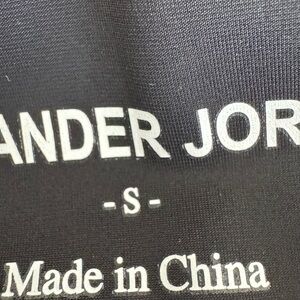 ANDER JOR
- S -
Made in China